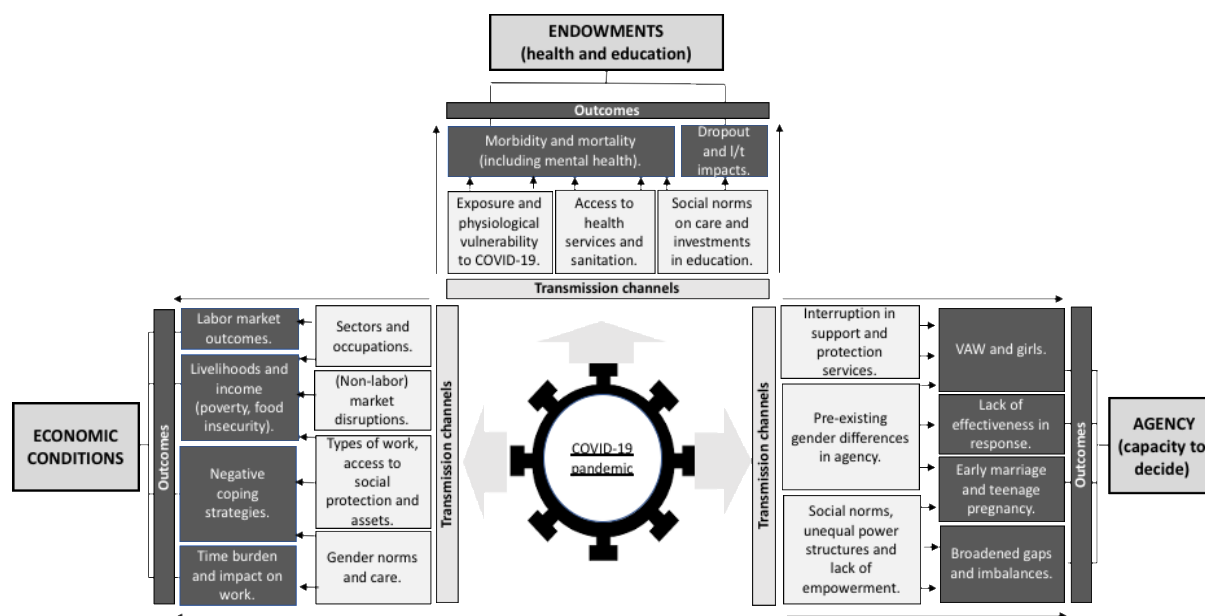 ENDOWMENTS
(health and education)
Outcomes
Morbidity and mortality
(including mental health).
Dropout
and l/t
impacts.
Exposure and
physiological
vulnerability
to COVID-19.
Access to
health
services and
sanitation.
Social norms
on care and
investments
in education.
Transmission channels
ECONOMIC
CONDITIONS
Outcomes
Labor market
outcomes.
Livelihoods and
income
(poverty, food
insecurity).
Negative
coping
strategies.
Time burden
and impact on
work.
Sectors and
occupations.
(Non-labor)
market
disruptions.
Types of work,
access to
social
protection and
assets.
Gender norms
and care.
Transmission channels
COVID-19
pandemic
Transmission channels
Interruption in
support and
protection
services.
Pre-existing
gender differences
in agency.
Social norms,
unequal power
structures and
lack of
empowerment.
VAW and girls.
Lack of
effectiveness in
response.
Early marriage
and teenage
pregnancy.
Broadened gaps
and imbalances.
Outcomes
AGENCY
(capacity to
decide)